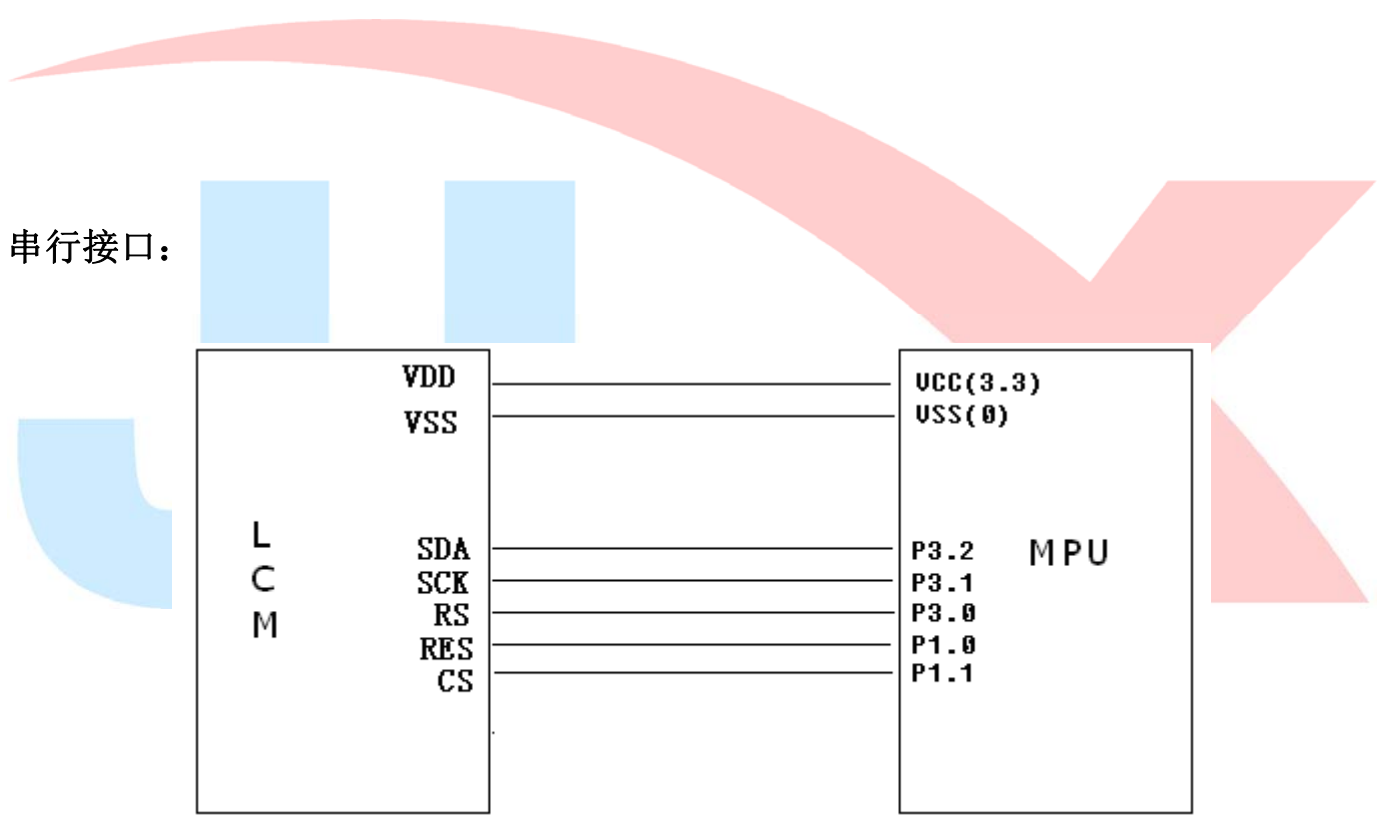 串行接口：
VDD
VSS
SDA
SCK
RS
RES
CS
L
C
M
VCC(3.3)
VSS(0)
P3.2
P3.1
P3.0
P1.0
P1.1
MPU